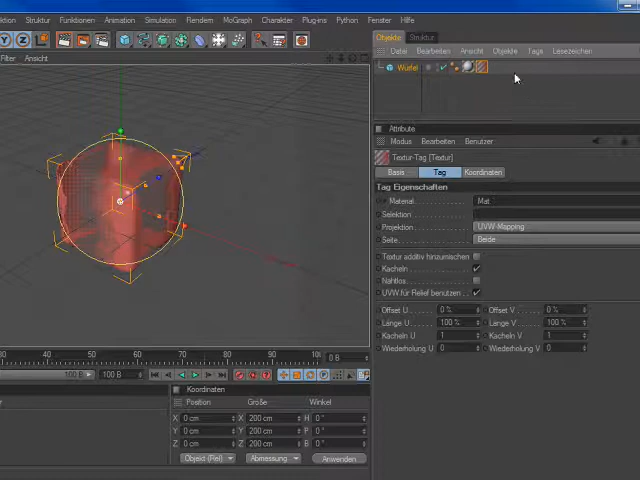 ktion Struktur Funktionen Animation Simulation Rendern MoGraph Charakter Plug-ins Python Fenster Hilfe
Filter Ansicht
Objekte Struktur
Datei Bearbeiten Ansicht Objekte Tags Lesezeichen
Würfel
Attribute
Modus Bearbeiten Benutzer
Textur-Tag [Textur]
Basis Tag Koordinaten
Tag Eigenschaften
Material Mat
Selektion
Projektion UVW-Mapping
Seite Beide
Textur additiv hinzumischen
Kacheln
Nahtlos
UVW für Relief benutzen
Offset U 0 % Offset V 0 %
Länge U 100 % Länge V 100 %
Kacheln U 1 Kacheln V 1
Wiederholung U 0 Wiederholung V 0
30 40 50 60 70 80 90 0 B
100 B 100 B
Koordinaten
Position Größe Winkel
X 0 cm X 200 cm H 0 °
Y 0 cm Y 200 cm P 0 °
Z 0 cm Z 200 cm B 0 °
Objekt (Rel) Abmessung Anwenden